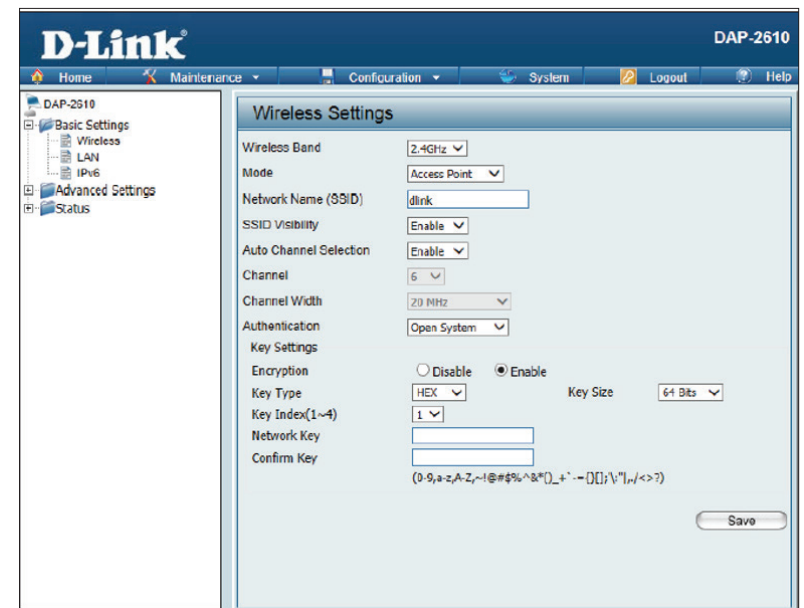 D-Link®
DAP-2610
Home Maintenance Configuration System Logout Help
DAP-2610
Basic Settings
Wireless
LAN
IPv6
Advanced Settings
Status
Wireless Settings
Wireless Band 2.4GHz
Mode Access Point
Network Name (SSID) dlink
SSID Visibility Enable
Auto Channel Selection Enable
Channel 6
Channel Width 20 MHz
Authentication Open System
Key Settings
Encryption Disable Enable
Key Type HEX Key Size 64 Bits
Key Index(1~4) 1
Network Key
Confirm Key
(0-9,a-z,A-Z,~!@#$%^&*()_+`-={}[];'\:"|,./<>?)
Save